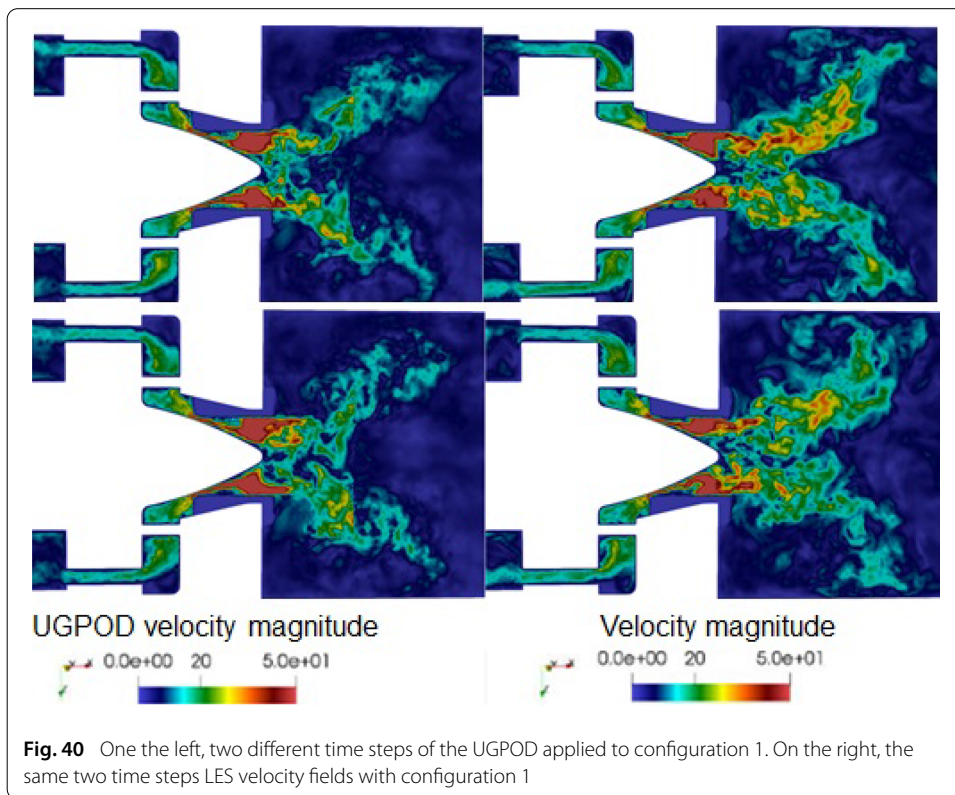 UGPOD velocity magnitude
0.0e+00 20 5.0e+01
Velocity magnitude
0.0e+00 20 5.0e+01
Fig. 40 One the left, two different time steps of the UGPOD applied to configuration 1. On the right, the
same two time steps LES velocity fields with configuration 1